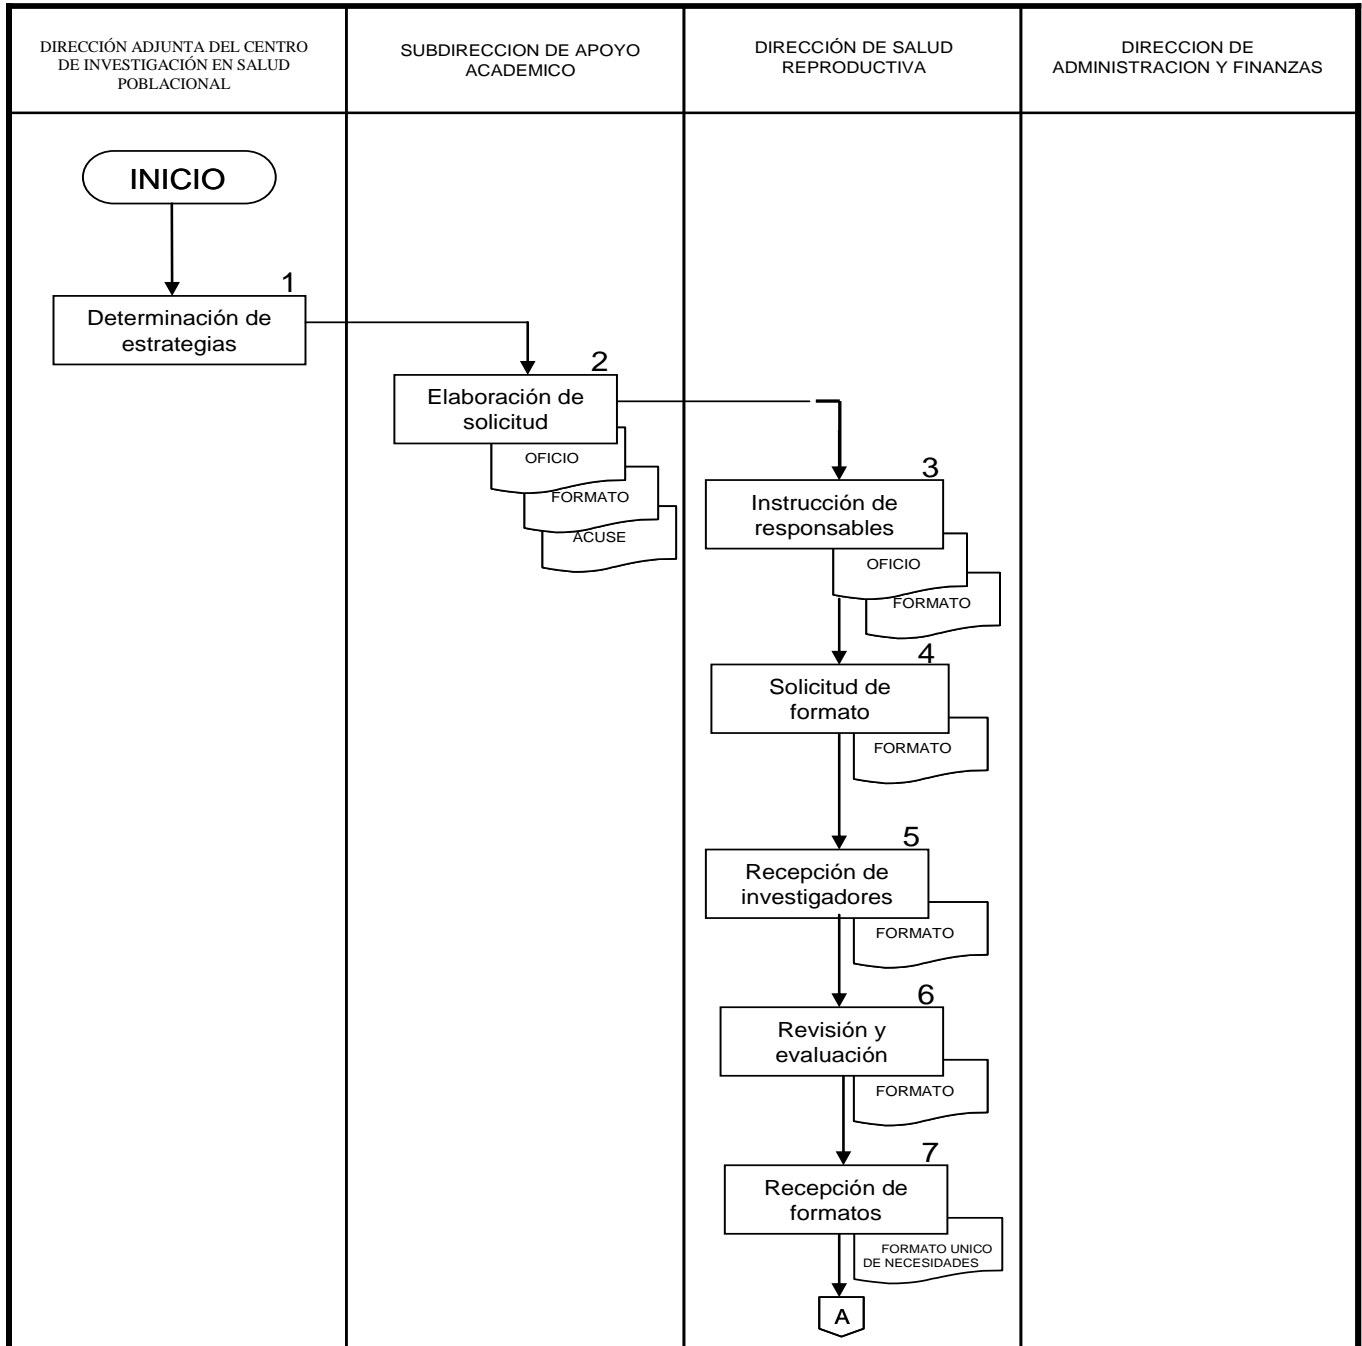 DIRECCIÓN ADJUNTA DEL CENTRO
DE INVESTIGACIÓN EN SALUD
POBLACIONAL
SUBDIRECCION DE APOYO
ACADEMICO
DIRECCIÓN DE SALUD
REPRODUCTIVA
DIRECCION DE
ADMINISTRACION Y FINANZAS
INICIO
1
Determinación de
estrategias
2
Elaboración de
solicitud
OFICIO
FORMATO
ACUSE
3
Instrucción de
responsables
OFICIO
FORMATO
4
Solicitud de
formato
FORMATO
5
Recepción de
investigadores
FORMATO
6
Revisión y
evaluación
FORMATO
7
Recepción de
formatos
FORMATO UNICO
DE NECESIDADES
A